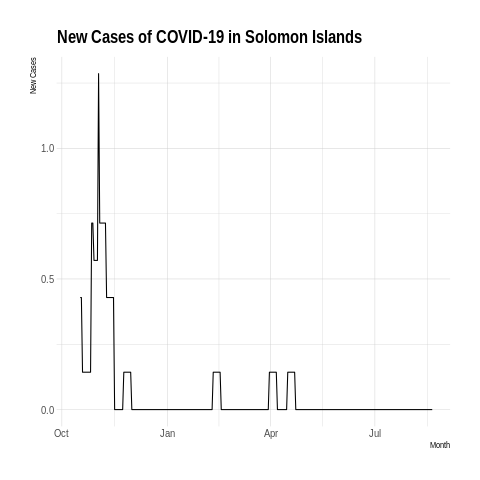 New Cases of COVID-19 in Solomon Islands
New Cases
1.0
0.5
0.0
Oct
Jan
Apr
Jul
Month